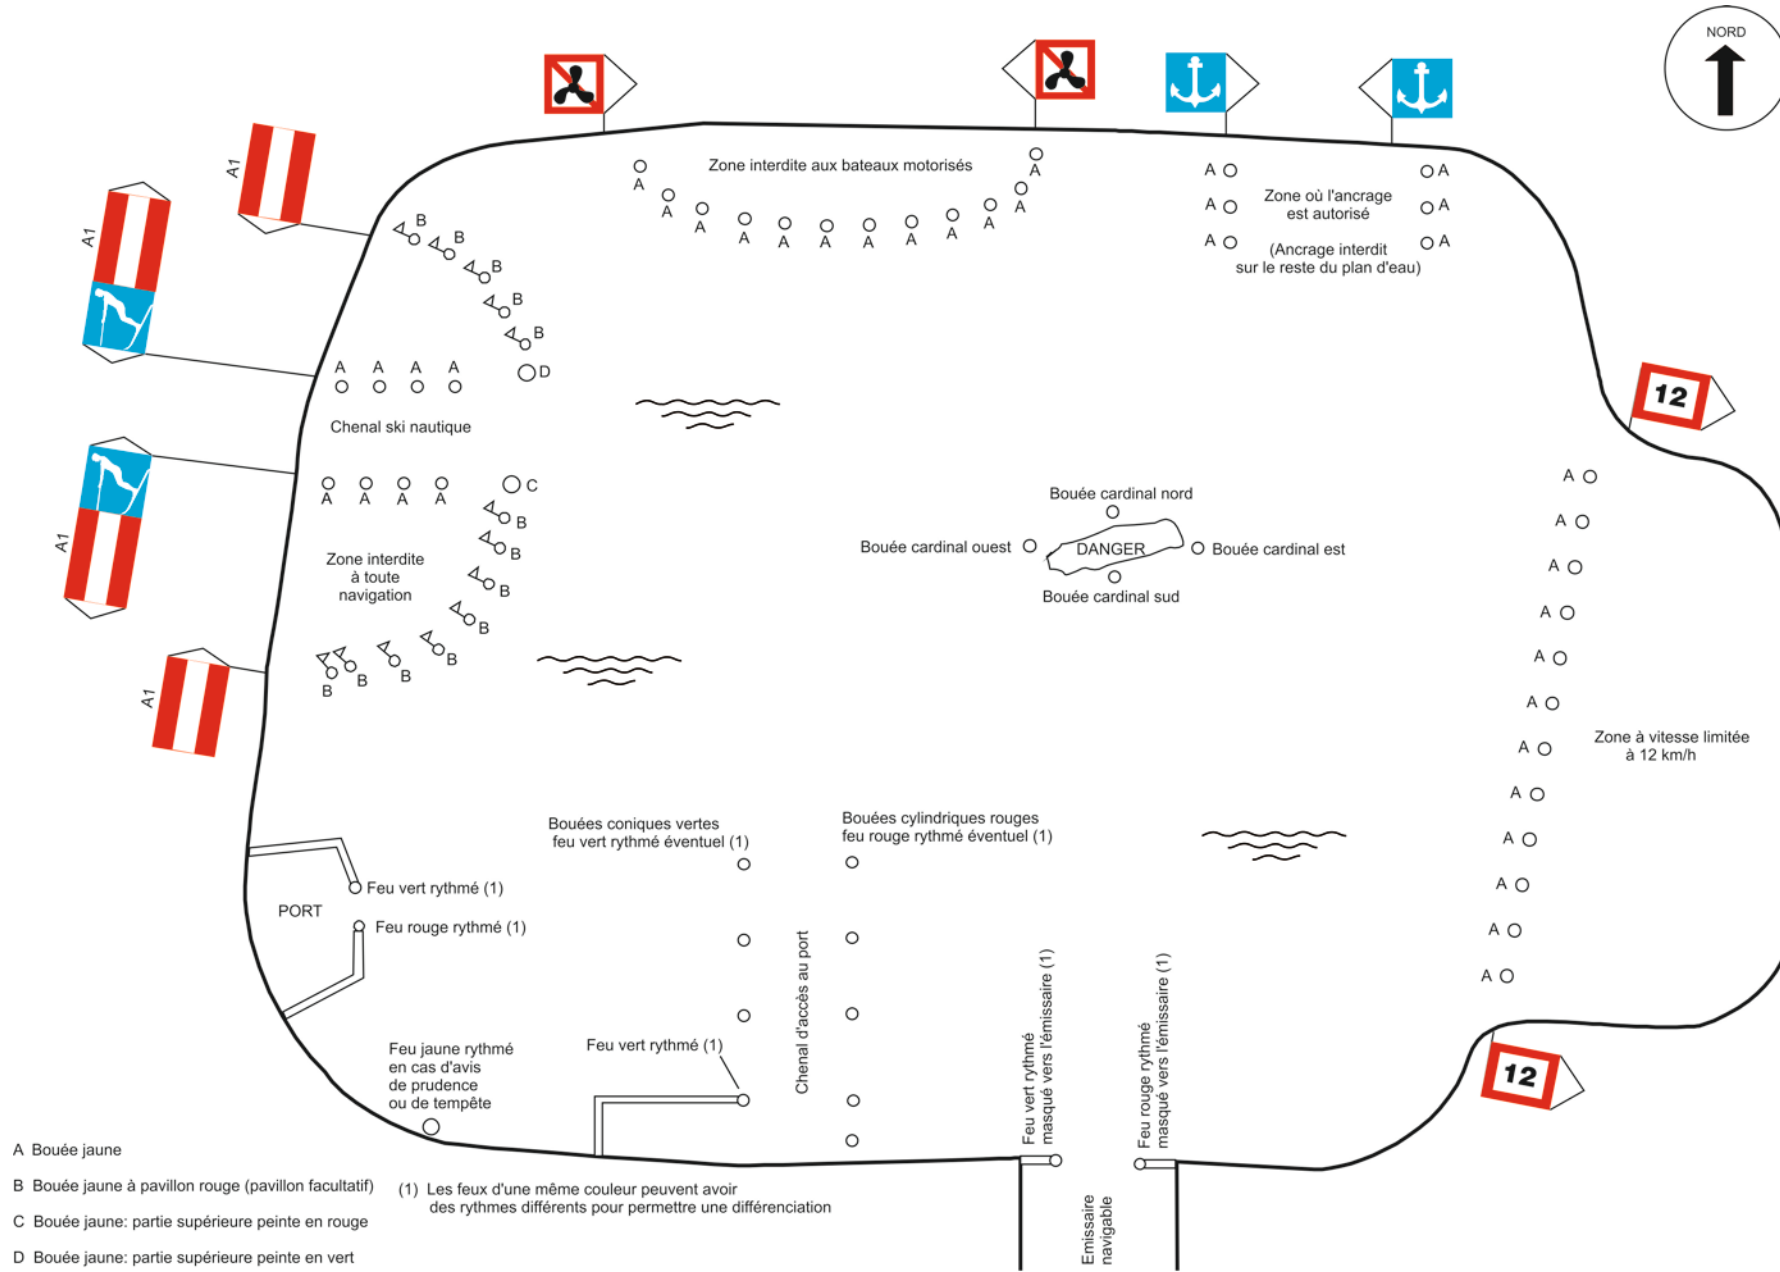 NORD
A1
A1
Zone interdite aux bateaux motorisés
A
A
A
A
A
A
A
A
A
A
A
A
A
A
Zone où l'ancrage
est autorisé
A
A
A
A
(Ancrage interdit
sur le reste du plan d'eau)
B
B
B
B
B
A
A
A
A
D
Chenal ski nautique
12
A
A
A
A
C
A1
B
B
B
B
B
B
B
B
Zone interdite
à toute
navigation
Bouée cardinal nord
Bouée cardinal ouest
DANGER
Bouée cardinal est
Bouée cardinal sud
A
A
A
A
A
A
A
A
A
A
A
A
A1
Zone à vitesse limitée
à 12 km/h
Bouées coniques vertes
feu vert rythmé éventuel (1)
Bouées cylindriques rouges
feu rouge rythmé éventuel (1)
Feu vert rythmé (1)
PORT
Feu rouge rythmé (1)
Chenal d'accès au port
Feu vert rythmé
masqué vers l'émissaire (1)
Feu rouge rythmé
masqué vers l'émissaire (1)
Feu jaune rythmé
en cas d'avis
de prudence
ou de tempête
Feu vert rythmé (1)
12
Emissaire
navigable
A Bouée jaune
B Bouée jaune à pavillon rouge (pavillon facultatif)
C Bouée jaune: partie supérieure peinte en rouge
D Bouée jaune: partie supérieure peinte en vert
(1) Les feux d'une même couleur peuvent avoir
des rythmes différents pour permettre une différenciation